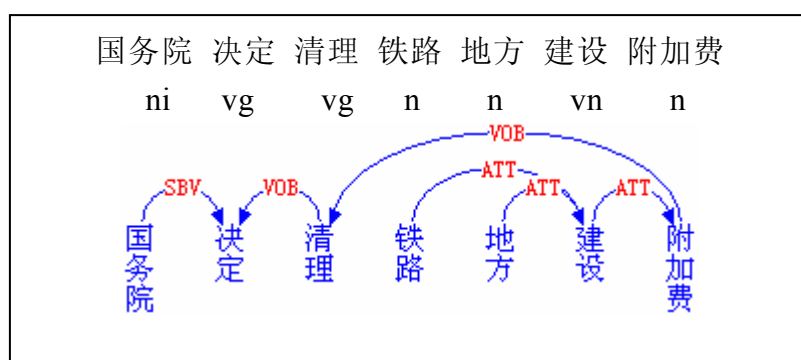 国务院 决定 清理 铁路 地方 建设 附加费
ni vg vg n n vn n
VOB
ATT
SBV VOB ATT ATT
国务院 决定 清理 铁路 地方 建设 附加费